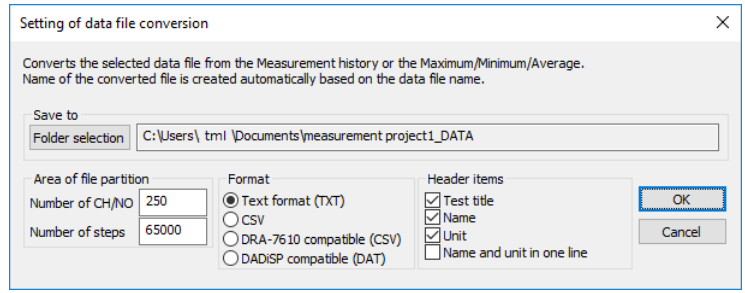 Setting of data file conversion
Converts the selected data file from the Measurement history or the Maximum/Minimum/Average.
Name of the converted file is created automatically based on the data file name.
Save to
Folder selection C:\Users\ tml \Documents\measurement project1_DATA
Area of file partition
Number of CH/NO 250
Number of steps 65000
Format
Text format (TXT)
CSV
DRA-7610 compatible (CSV)
DADiSP compatible (DAT)
Header items
Test title
Name
Unit
Name and unit in one line
OK
Cancel